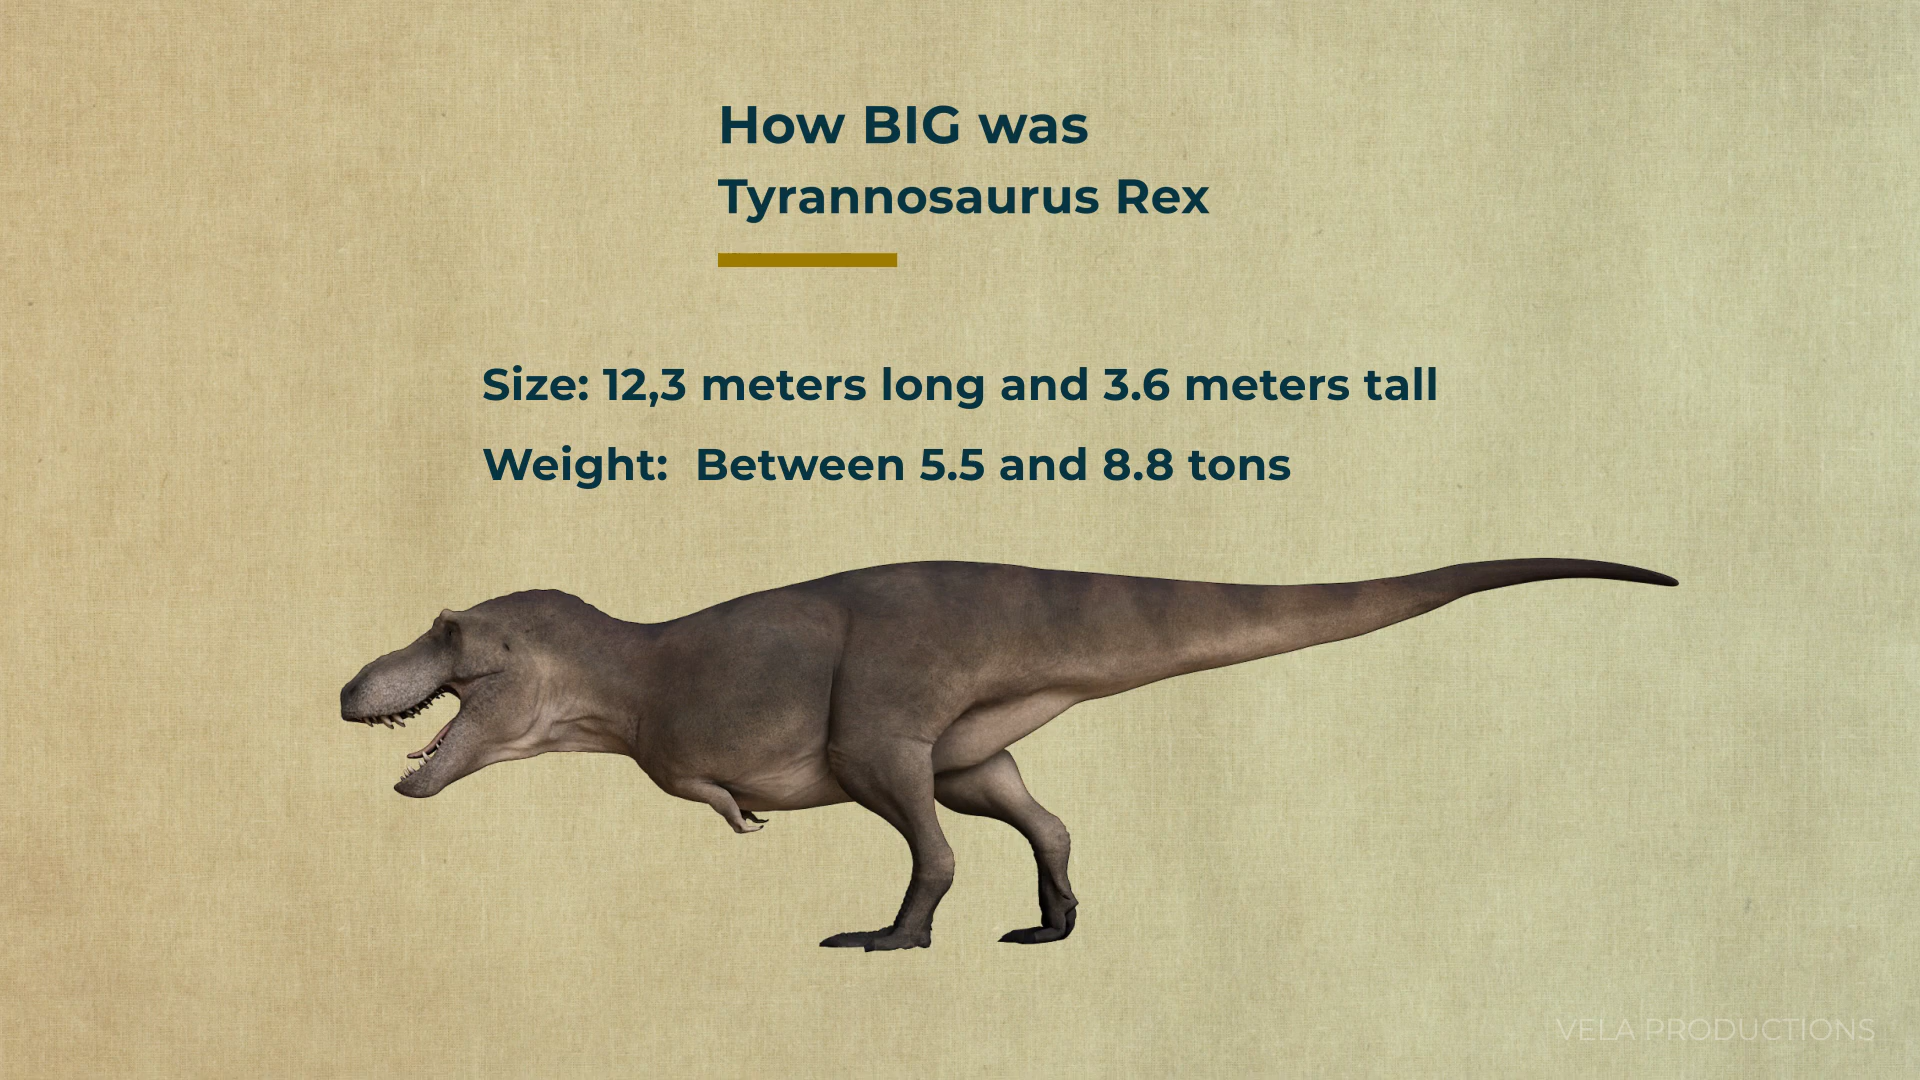 How BIG was
Tyrannosaurus Rex
Size: 12,3 meters long and 3.6 meters tall
Weight:  Between 5.5 and 8.8 tons
VELA PRODUCTIONS